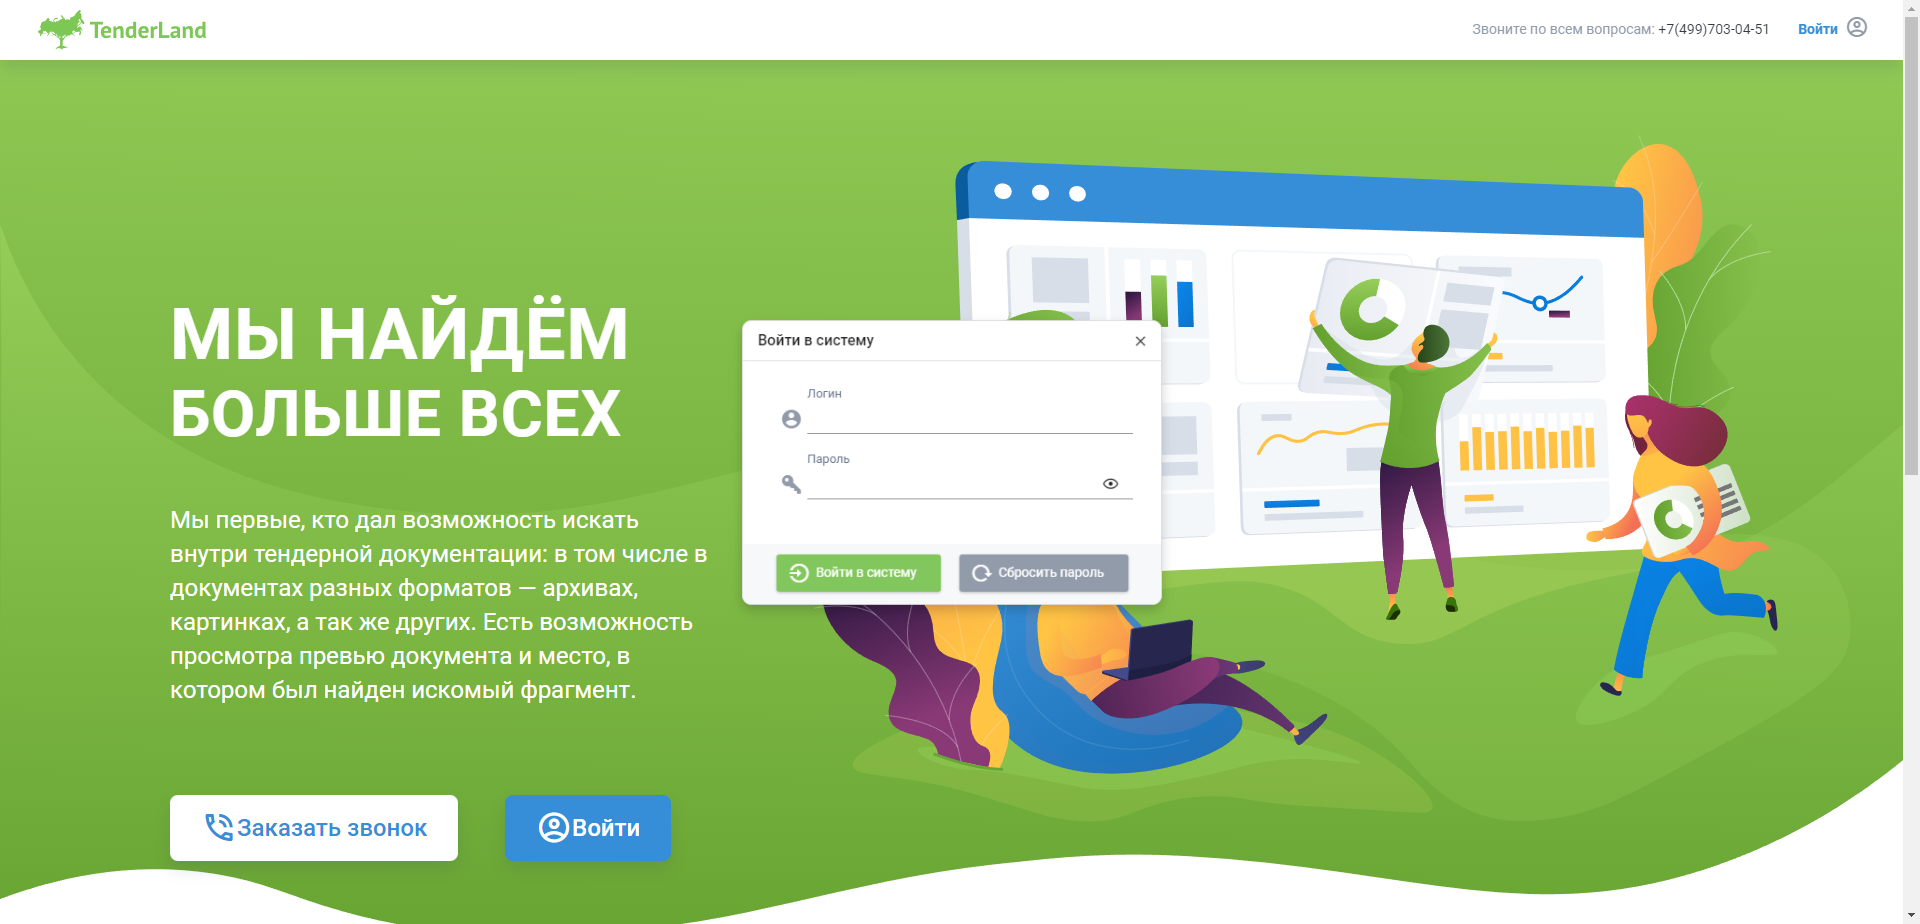 TenderLand
Звоните по всем вопросам: +7(499)703-04-51
Войти
МЫ НАЙДЁМ
БОЛЬШЕ ВСЕХ
Мы первые, кто дал возможность искать
внутри тендерной документации: в том числе в
документах разных форматов — архивах,
картинках, а так же других. Есть возможность
просмотра превью документа и место, в
котором был найден искомый фрагмент.
Заказать звонок
Войти
Войти в систему
Логин
Пароль
Войти в систему
Сбросить пароль